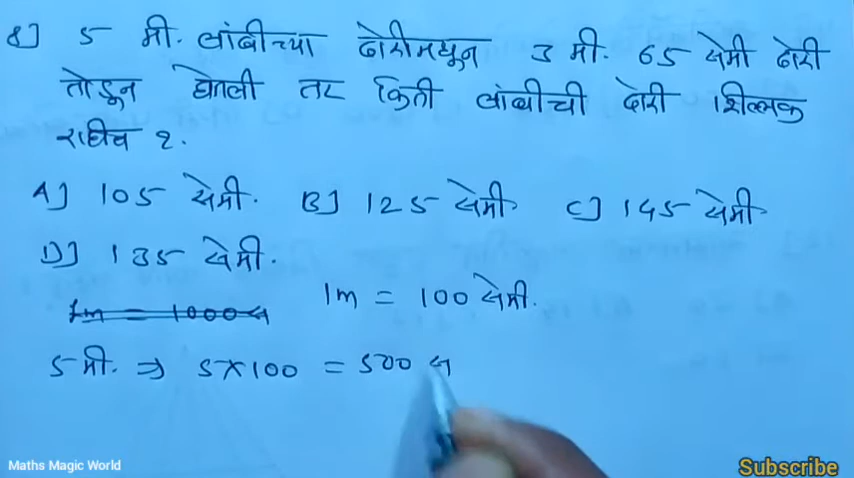 8] 5 मी. लांबीच्या दोरीमधून 3 मी. 65 सेमी दोरी
तोडून घेतली तर किती लांबीची दोरी शिल्लक
राहील ?.
A] 105 सेमी. B] 125 सेमी. C] 145 सेमी.
D] 135 सेमी.
1m = 1000 स
1m = 100 सेमी.
5 मी. ⇒ 5×100 = 500 स
Maths Magic World
Subscribe